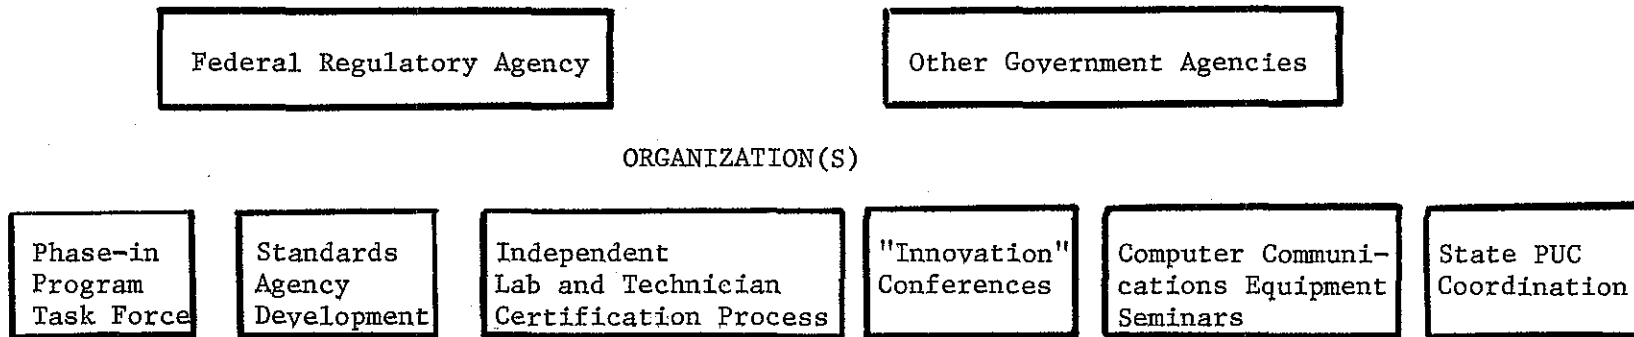 Federal Regulatory Agency
Other Government Agencies
ORGANIZATION(S)
Phase-in
Program
Task Force
Standards
Agency
Development
Independent
Lab and Technician
Certification Process
"Innovation"
Conferences
Computer Communi-
cations Equipment
Seminars
State PUC
Coordination